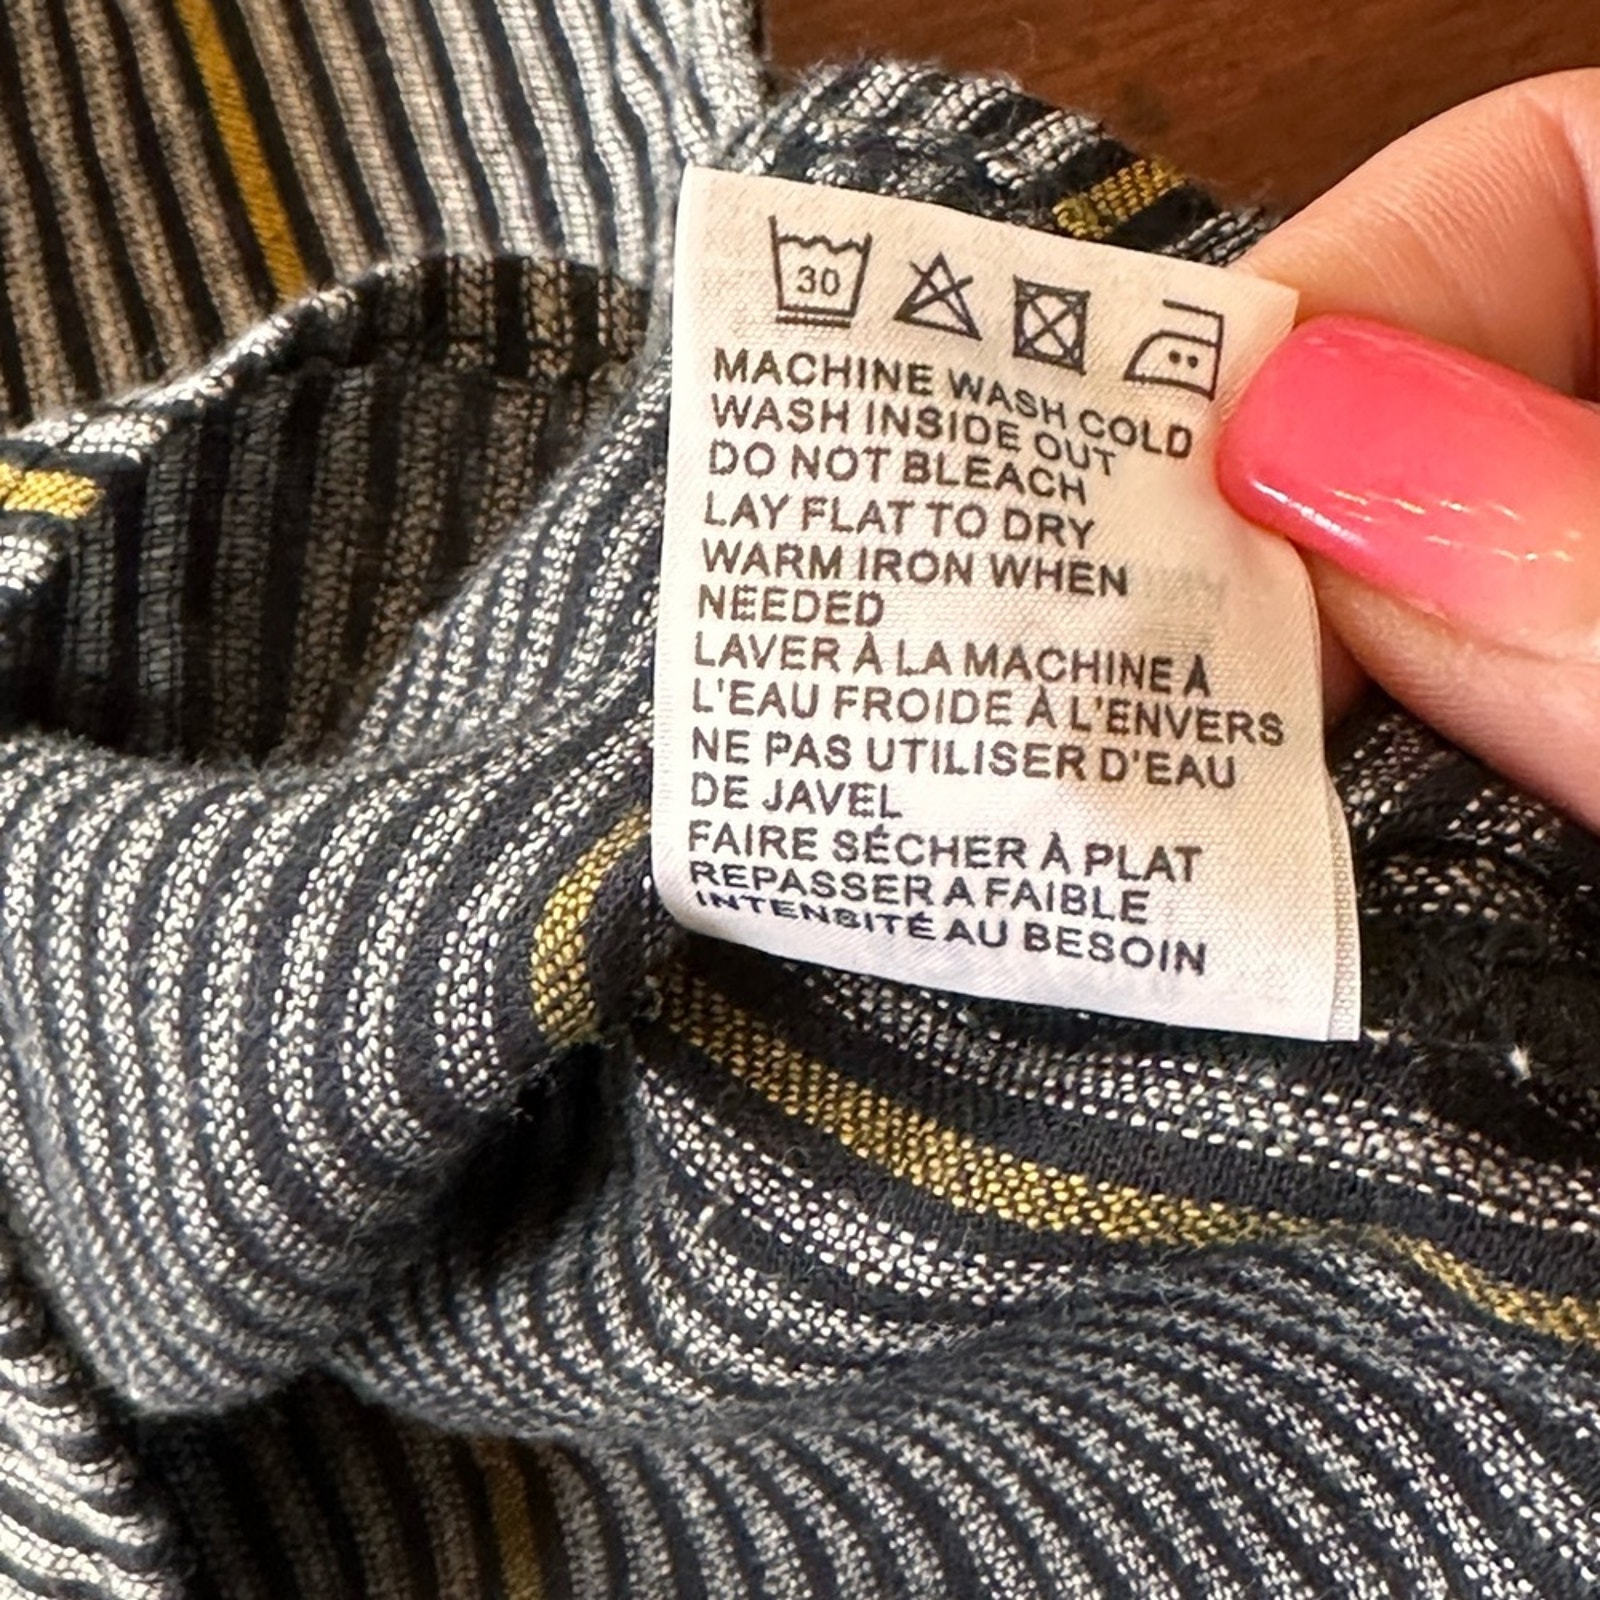 30
MACHINE WASH COLD
WASH INSIDE OUT
DO NOT BLEACH
LAY FLAT TO DRY
WARM IRON WHEN
NEEDED
LAVER À LA MACHINE À
L'EAU FROIDE À L'ENVERS
NE PAS UTILISER D'EAU
DE JAVEL
FAIRE SÉCHER À PLAT
REPASSER A FAIBLE
INTENSITÉ AU BESOIN